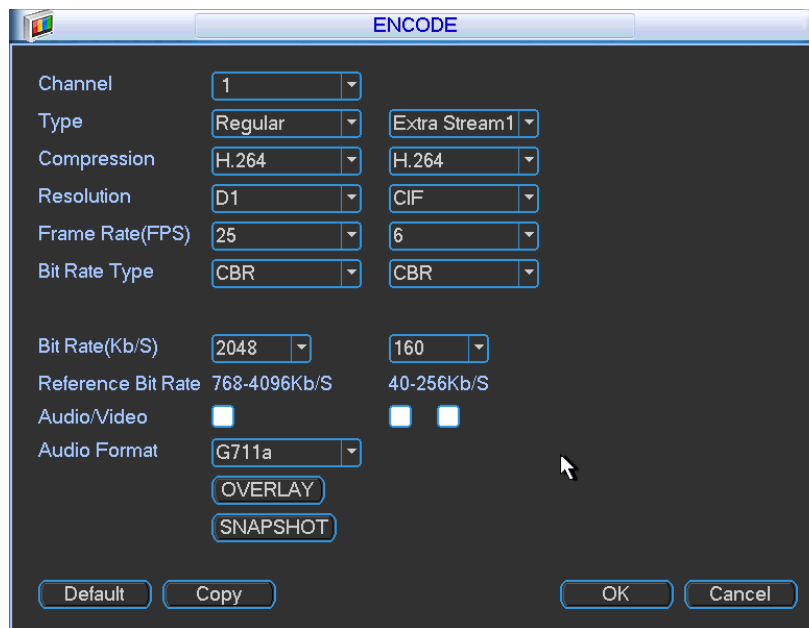 ENCODE
Channel 1
Type Regular Extra Stream1
Compression H.264 H.264
Resolution D1 CIF
Frame Rate(FPS) 25 6
Bit Rate Type CBR CBR
Bit Rate(Kb/S) 2048 160
Reference Bit Rate 768-4096Kb/S 40-256Kb/S
Audio/Video
Audio Format G711a
OVERLAY
SNAPSHOT
Default Copy OK Cancel